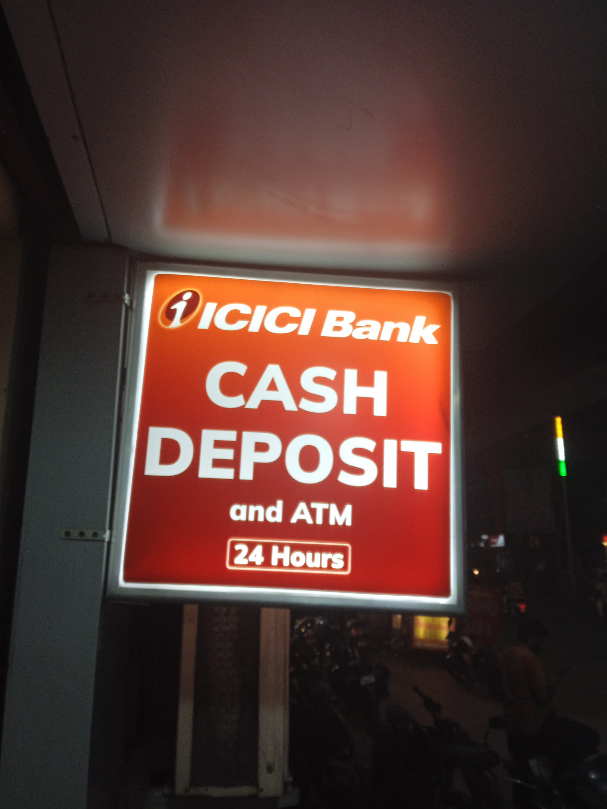 ICICI Bank
CASH
DEPOSIT
and ATM
24 Hours